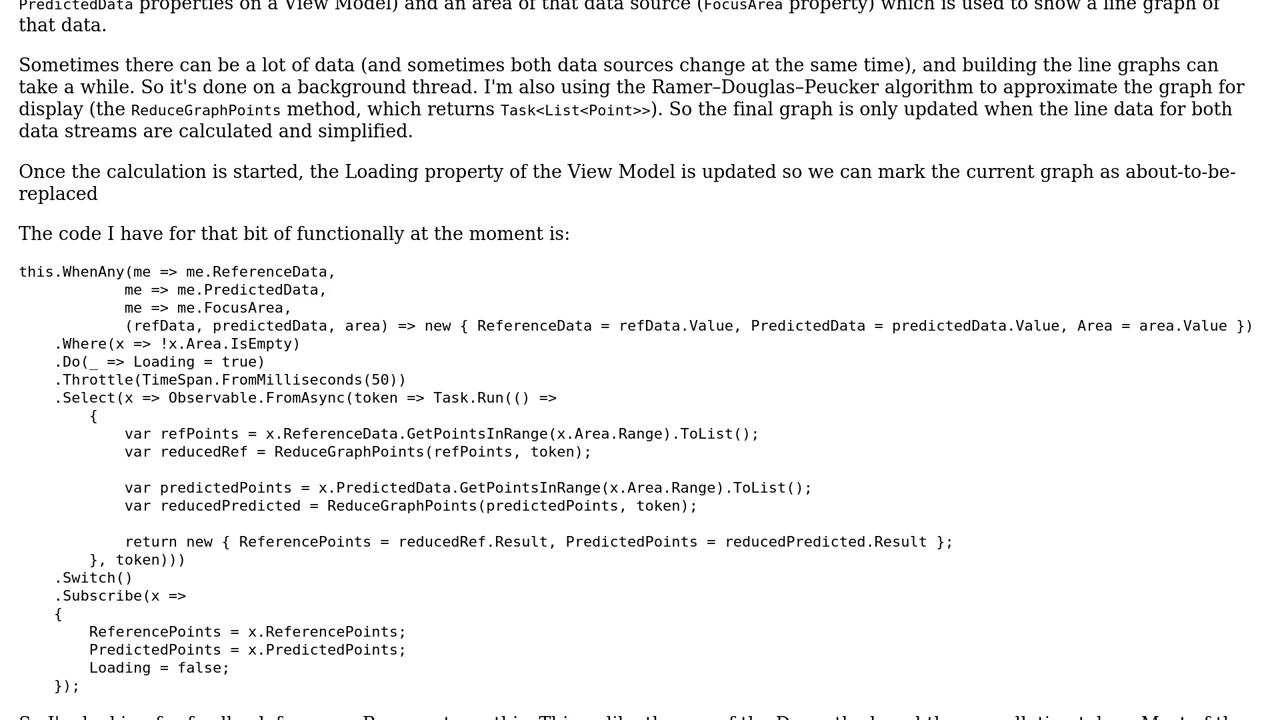 PredictedData properties on a View Model) and an area of that data source (FocusArea property) which is used to show a line graph of
that data.
Sometimes there can be a lot of data (and sometimes both data sources change at the same time), and building the line graphs can
take a while. So it's done on a background thread. I'm also using the Ramer–Douglas–Peucker algorithm to approximate the graph for
display (the ReduceGraphPoints method, which returns Task<List<Point>>). So the final graph is only updated when the line data for both
data streams are calculated and simplified.
Once the calculation is started, the Loading property of the View Model is updated so we can mark the current graph as about-to-be-
replaced
The code I have for that bit of functionally at the moment is:
this.WhenAny(me => me.ReferenceData,
            me => me.PredictedData,
            me => me.FocusArea,
            (refData, predictedData, area) => new { ReferenceData = refData.Value, PredictedData = predictedData.Value, Area = area.Value })
    .Where(x => !x.Area.IsEmpty)
    .Do(_ => Loading = true)
    .Throttle(TimeSpan.FromMilliseconds(50))
    .Select(x => Observable.FromAsync(token => Task.Run(() =>
        {
            var refPoints = x.ReferenceData.GetPointsInRange(x.Area.Range).ToList();
            var reducedRef = ReduceGraphPoints(refPoints, token);
            var predictedPoints = x.PredictedData.GetPointsInRange(x.Area.Range).ToList();
            var reducedPredicted = ReduceGraphPoints(predictedPoints, token);
            return new { ReferencePoints = reducedRef.Result, PredictedPoints = reducedPredicted.Result };
        }, token)))
    .Switch()
    .Subscribe(x =>
    {
        ReferencePoints = x.ReferencePoints;
        PredictedPoints = x.PredictedPoints;
        Loading = false;
    });